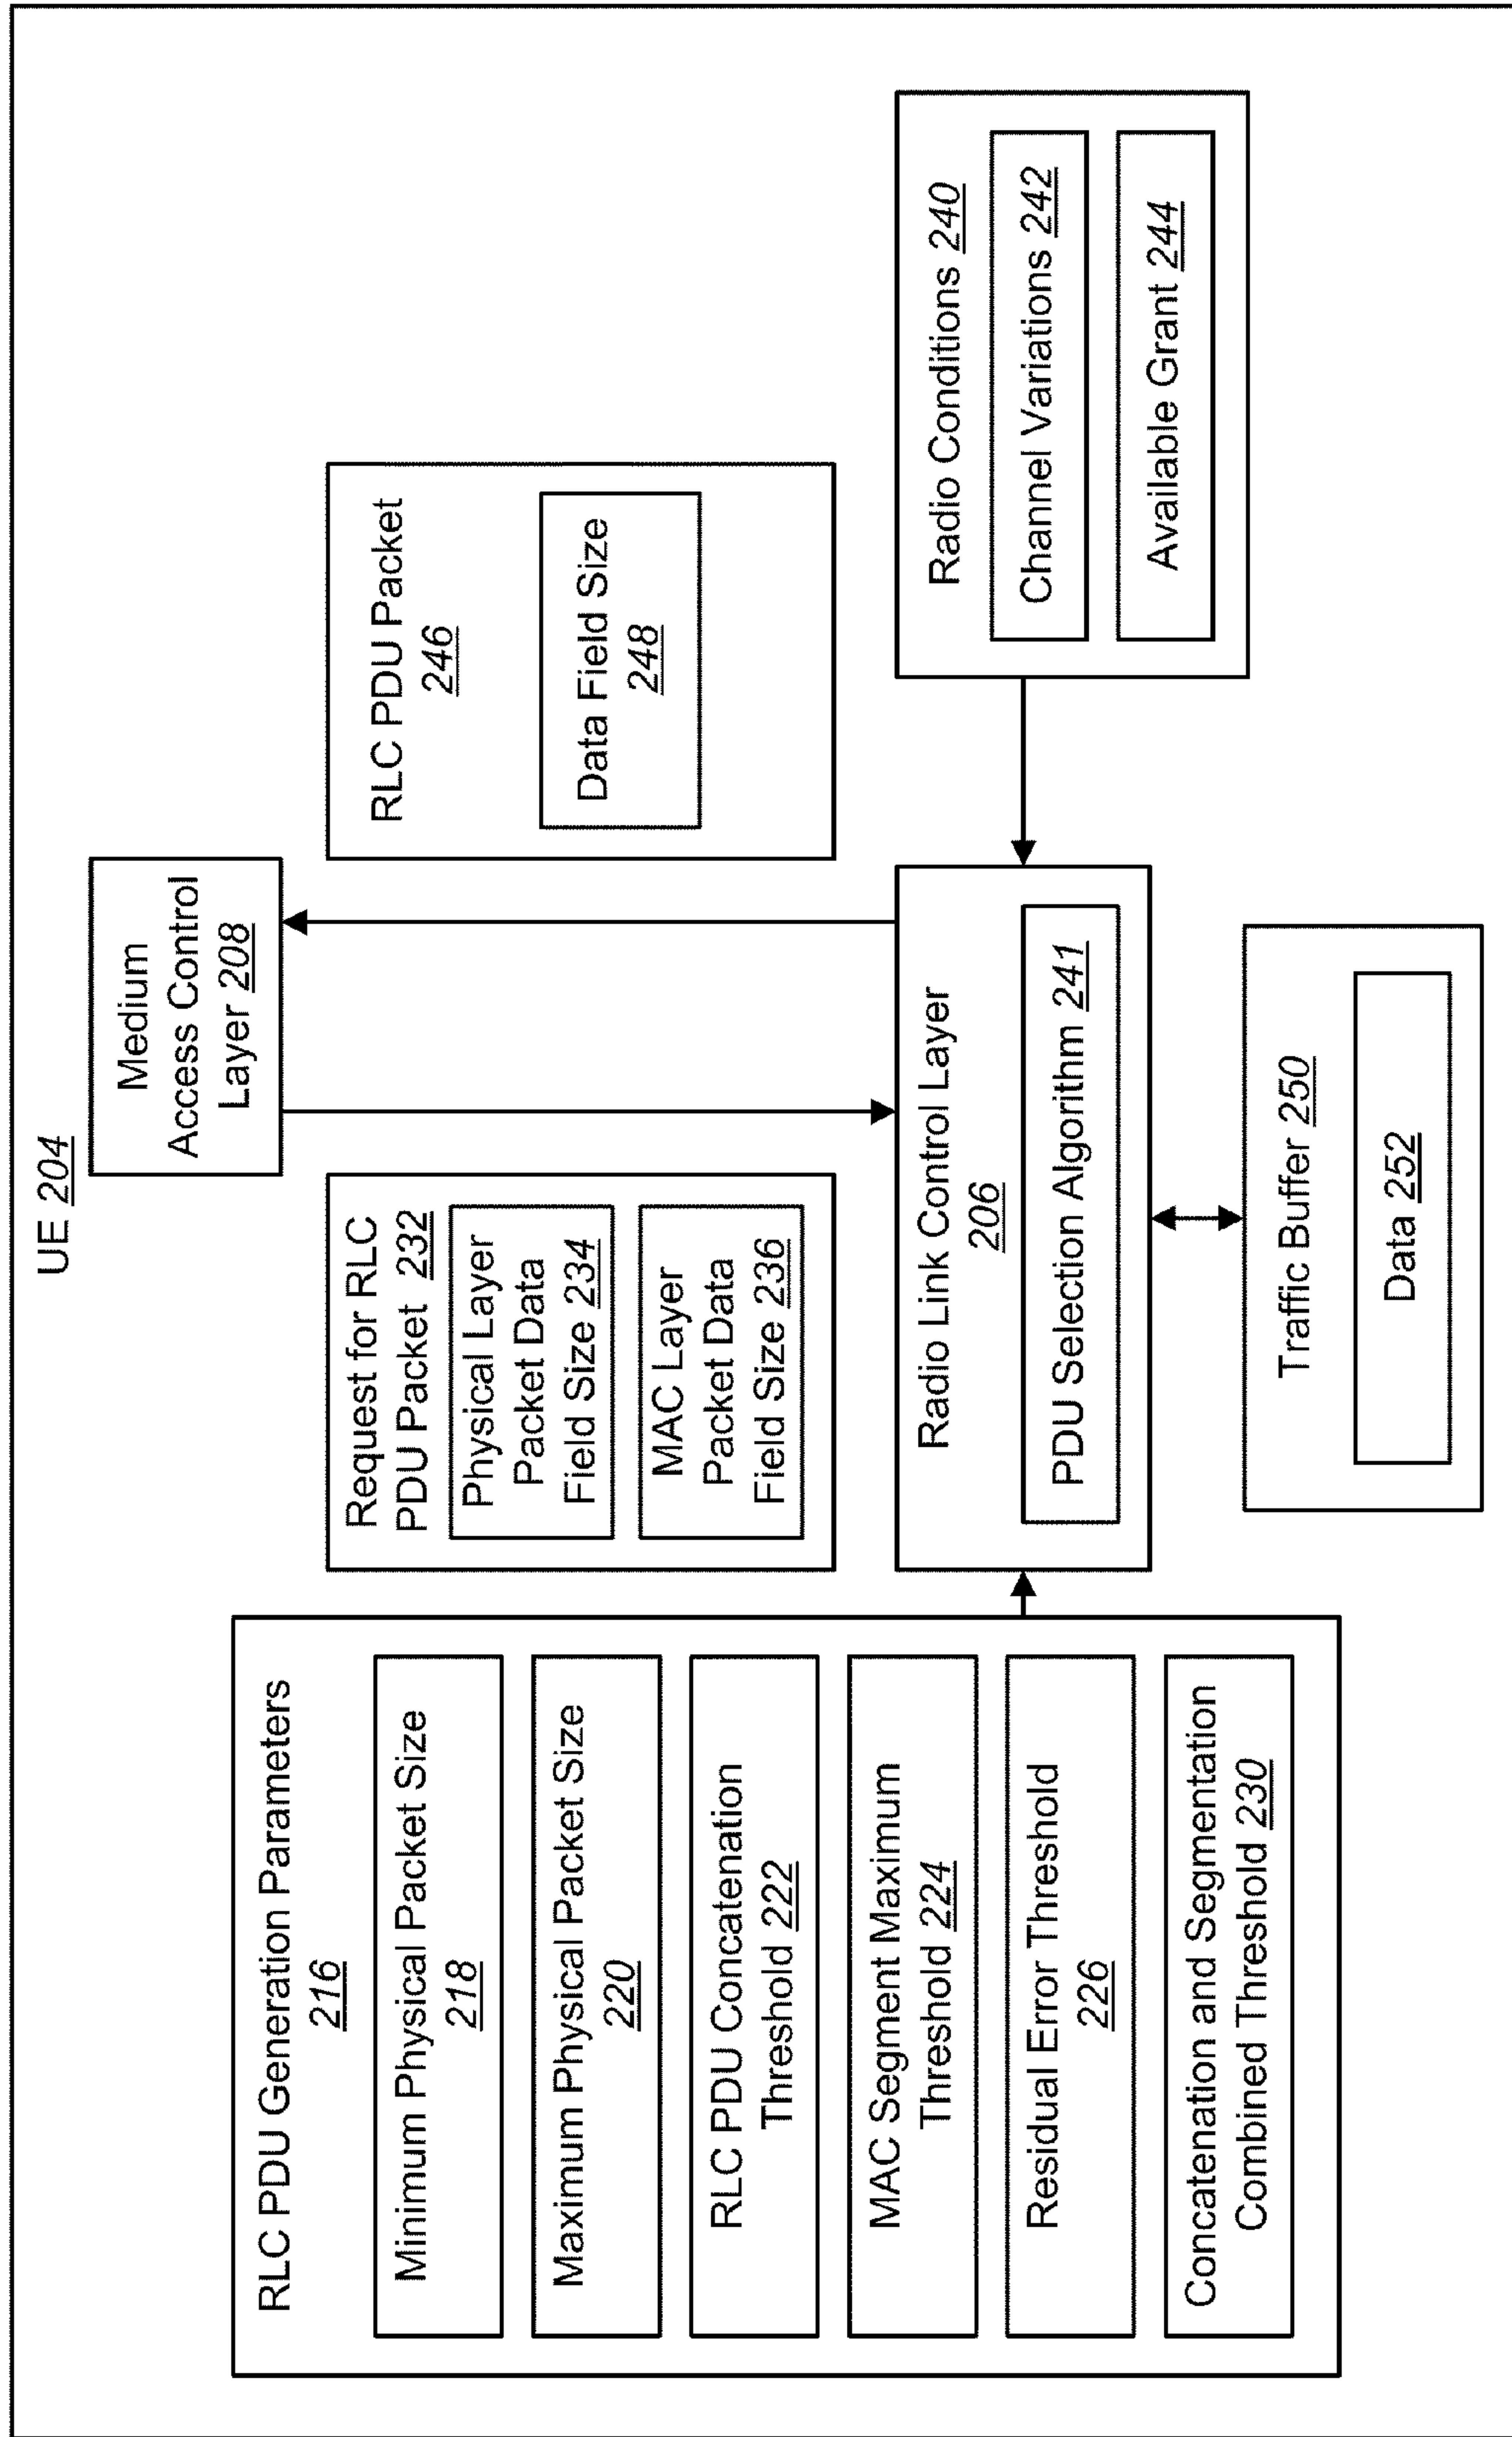 UE 204
Medium
Access Control
Layer 208
RLC PDU Generation Parameters
216
Minimum Physical Packet Size
218
Maximum Physical Packet Size
220
RLC PDU Concatenation
Threshold 222
MAC Segment Maximum
Threshold 224
Residual Error Threshold
226
Concatenation and Segmentation
Combined Threshold 230
Request for RLC
PDU Packet 232
Physical Layer
Packet Data
Field Size 234
MAC Layer
Packet Data
Field Size 236
RLC PDU Packet
246
Data Field Size
248
Radio Link Control Layer
206
PDU Selection Algorithm 241
Radio Conditions 240
Channel Variations 242
Available Grant 244
Traffic Buffer 250
Data 252